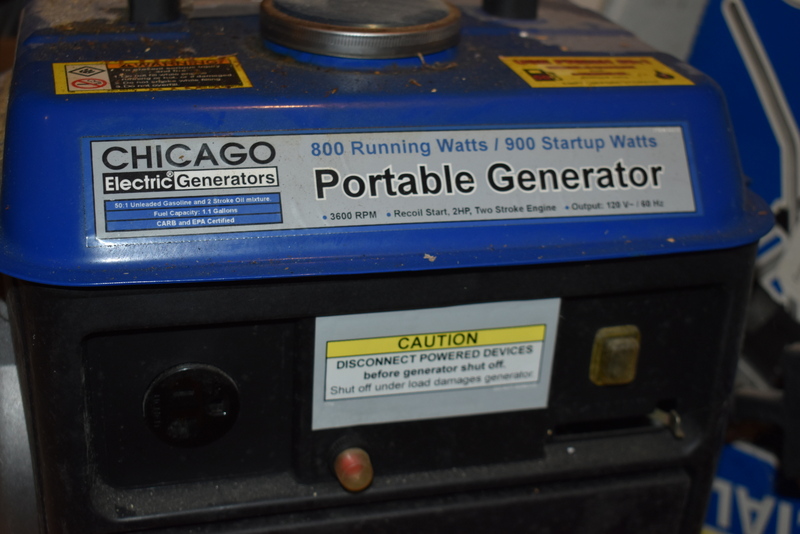 WARNING
CHICAGO
Electric® Generators
50:1 Unleaded Gasoline and 2 Stroke Oil mixture.
Fuel Capacity: 1.1 Gallons
CARB and EPA Certified
800 Running Watts / 900 Startup Watts
Portable Generator
• 3600 RPM • Recoil Start, 2HP, Two Stroke Engine • Output: 120 V~ / 60 Hz
CAUTION
DISCONNECT POWERED DEVICES
before generator shut off.
Shut off under load damages generator
IAL